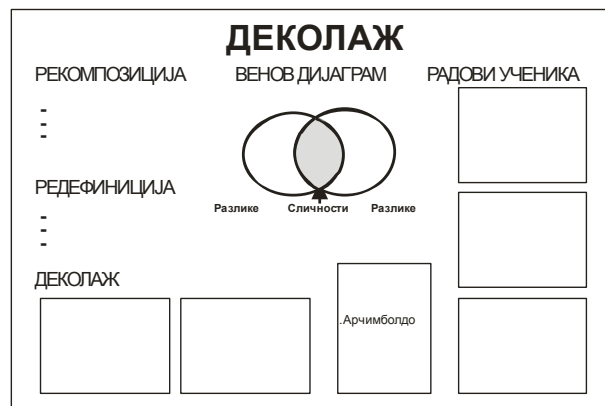 ДЕКОЛАЖ
РЕКОМПОЗИЦИЈА
-
-
-
ВЕНОВ ДИЈАГРАМ
Разлике Сличности Разлике
РАДОВИ УЧЕНИКА
РЕДЕФИНИЦИЈА
-
-
-
ДЕКОЛАЖ
.Арчимболдо